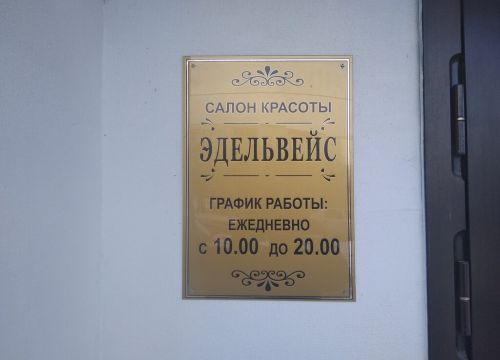 САЛОН КРАСОТЫ
ЭДЕЛЬВЕЙС
ГРАФИК РАБОТЫ:
ЕЖЕДНЕВНО
с 10.00 до 20.00